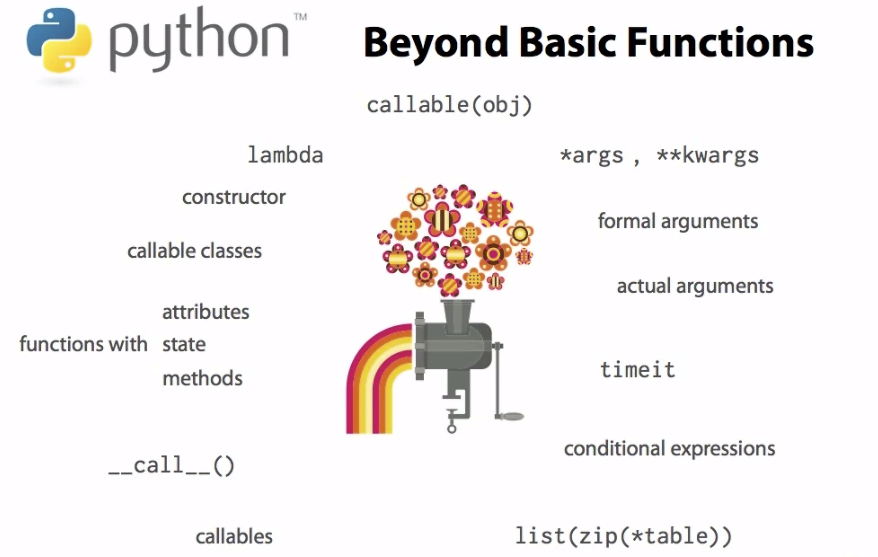 python™
Beyond Basic Functions
callable(obj)
lambda
*args , **kwargs
constructor
formal arguments
callable classes
actual arguments
attributes
functions with state
methods
timeit
conditional expressions
__call__()
callables
list(zip(*table))